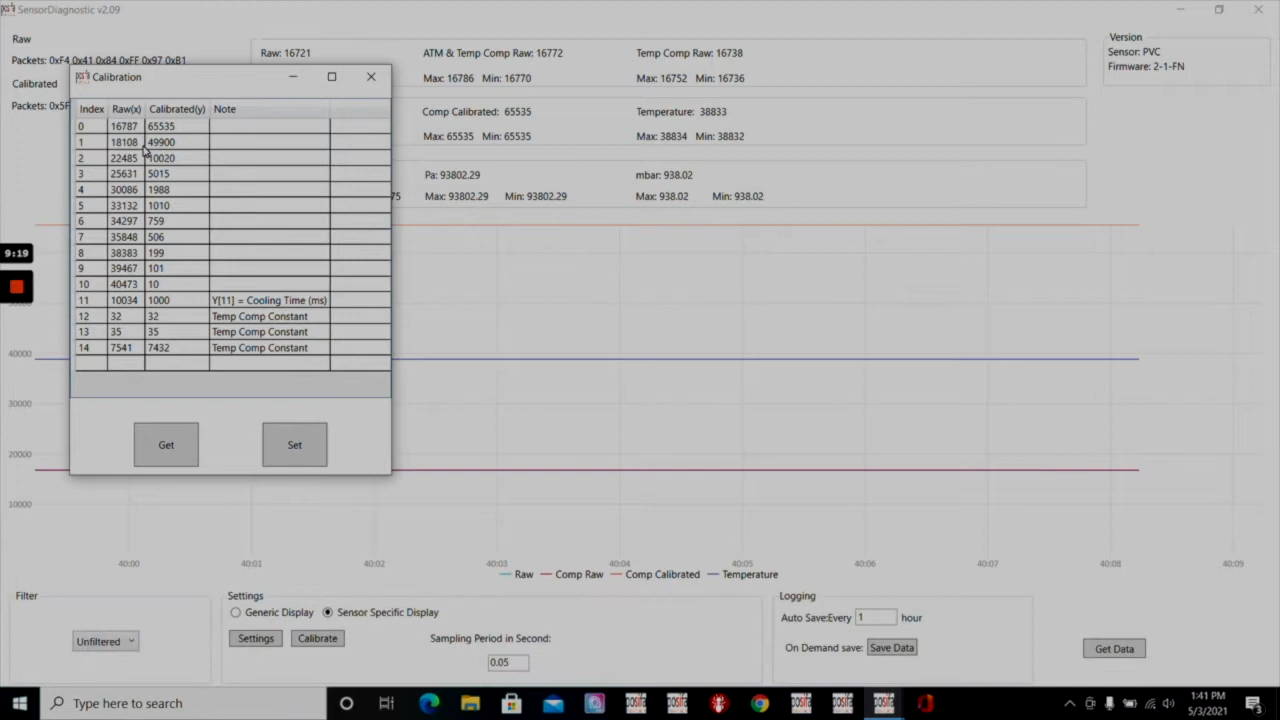 SensorDiagnostic v2.09
Raw
Packets: 0xF4 0x41 0x84 0xFF 0x97 0xB1
Calibrated
Packets: 0x5F
Raw: 16721
ATM & Temp Comp Raw: 16772
Temp Comp Raw: 16738
Max: 16786 Min: 16770
Max: 16752 Min: 16736
Comp Calibrated: 65535
Temperature: 38833
Max: 65535 Min: 65535
Max: 38834 Min: 38832
Pa: 93802.29
mbar: 938.02
75
Max: 93802.29 Min: 93802.29
Max: 938.02 Min: 938.02
Version
Sensor: PVC
Firmware: 2-1-FN
Calibration
Index Raw(x) Calibrated(y) Note
0 16787 65535
1 18108 49900
2 22485 10020
3 25631 5015
4 30086 1988
5 33132 1010
6 34297 759
7 35848 506
8 38383 199
9 39467 101
10 40473 10
11 10034 1000 Y[11] = Cooling Time (ms)
12 32 32 Temp Comp Constant
13 35 35 Temp Comp Constant
14 7541 7432 Temp Comp Constant
Get Set
9:19
40000
30000
20000
10000
40:00 40:01 40:02 40:03 40:04 40:05 40:06 40:07 40:08 40:09
Raw Comp Raw Comp Calibrated Temperature
Filter
Unfiltered
Settings
Generic Display Sensor Specific Display
Settings Calibrate
Sampling Period in Second:
0.05
Logging
Auto Save:Every 1 hour
On Demand save: Save Data
Get Data
Type here to search
1:41 PM
5/3/2021
3